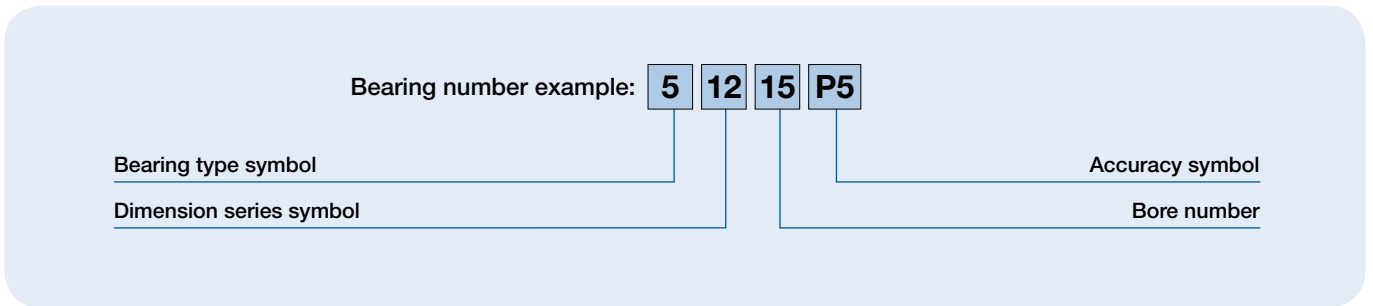 Bearing number example: 5 12 15 P5
Bearing type symbol
Accuracy symbol
Dimension series symbol
Bore number